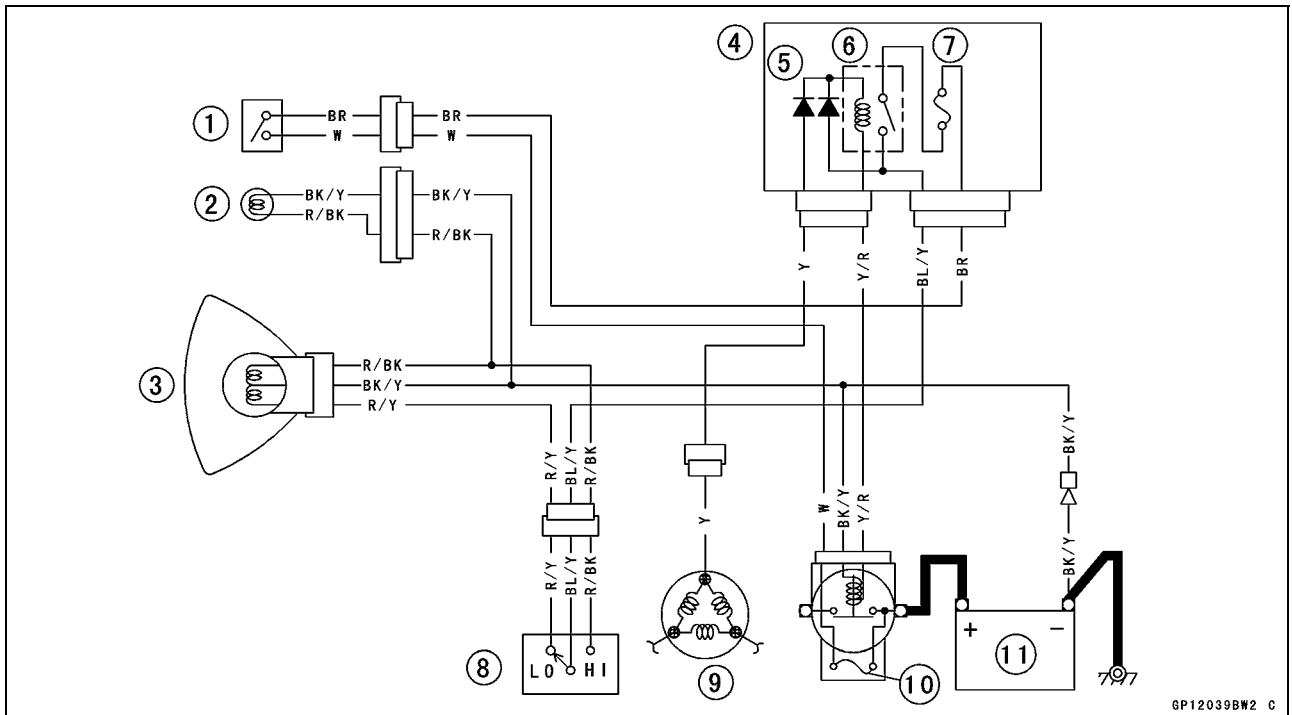 4
5
6
7
1
BR
BR
W
W
2
BK/Y
BK/Y
R/BK
R/BK
Y
Y/R
BL/Y
BR
3
R/BK
BK/Y
R/Y
R/Y
BL/Y
R/BK
BK/Y
Y
W
BK/Y
Y/R
R/Y
BL/Y
R/BK
BK/Y
8
LO
HI
9
10
+
−
11
GP12039BW2 C